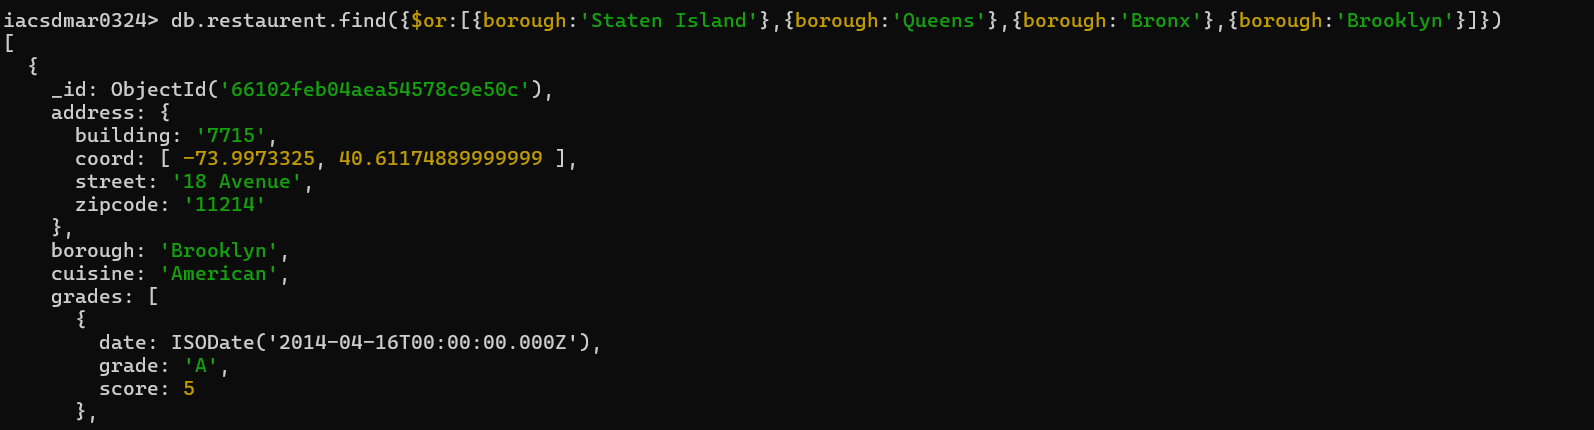 iacsdmar0324> db.restaurent.find({$or:[{borough:'Staten Island'},{borough:'Queens'},{borough:'Bronx'},{borough:'Brooklyn'}]})
[
  {
    _id: ObjectId('66102feb04aea54578c9e50c'),
    address: {
      building: '7715',
      coord: [ -73.9973325, 40.61174889999999 ],
      street: '18 Avenue',
      zipcode: '11214'
    },
    borough: 'Brooklyn',
    cuisine: 'American',
    grades: [
      {
        date: ISODate('2014-04-16T00:00:00.000Z'),
        grade: 'A',
        score: 5
      },